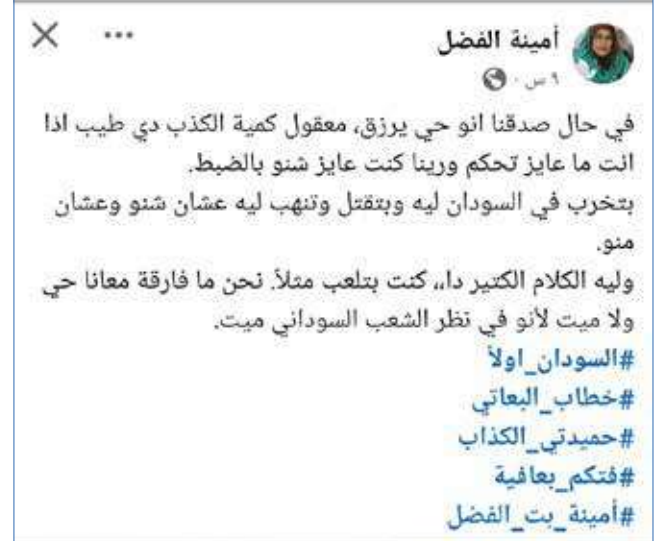 أمينة الفضل
٩ س ·
في حال صدقنا انو حي يرزق، معقول كمية الكذب دي طيب اذا
انت ما عايز تحكم ورينا كنت عايز شنو بالضبط.
بتخرب في السودان ليه وبتقتل وتنهب ليه عشان شنو وعشان
منو.
وليه الكلام الكتير دا،، كنت بتلعب مثلاً. نحن ما فارقة معانا حي
ولا ميت لأنو في نظر الشعب السوداني ميت.
#السودان_اولاً
#خطاب_البعاتي
#حميدتي_الكذاب
#فتكم_بعافية
#أمينة_بت_الفضل